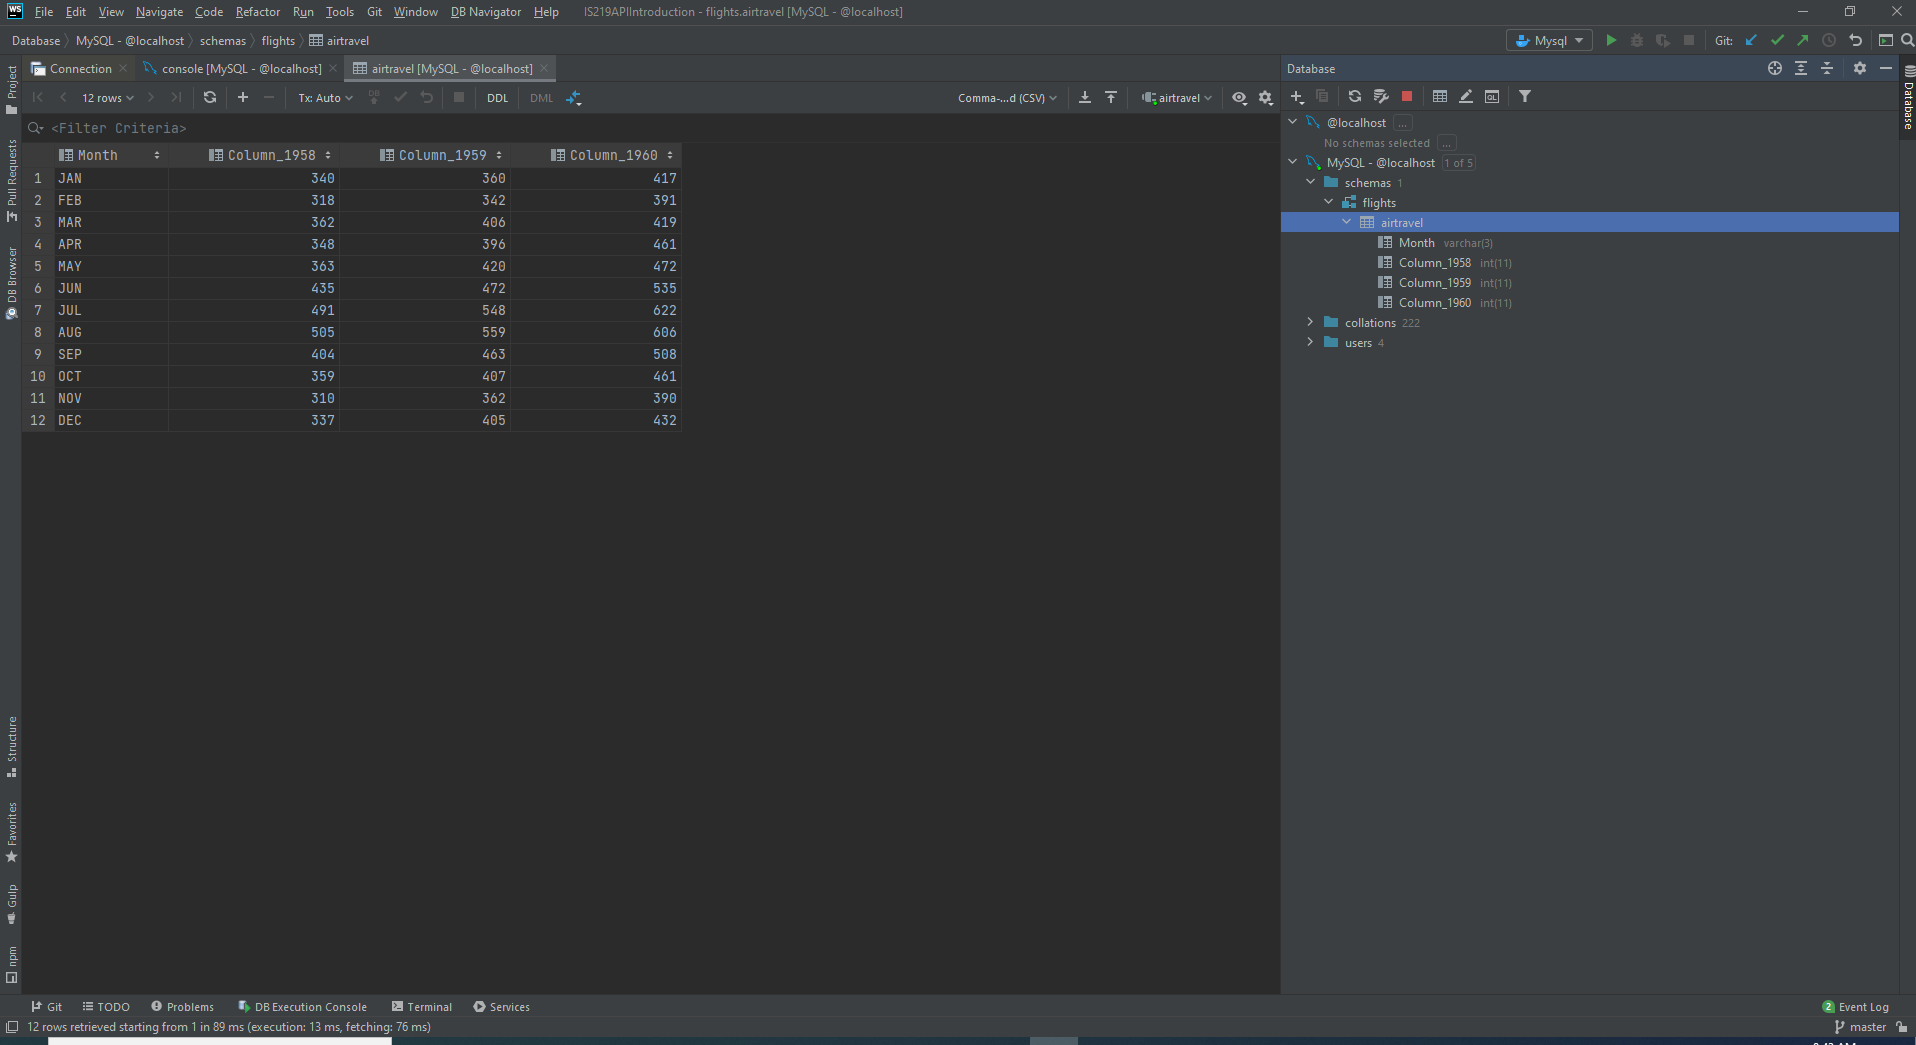 WS File Edit View Navigate Code Refactor Run Tools Git Window DB Navigator Help IS219APIIntroduction - flights.airtravel [MySQL - @localhost]
Database MySQL - @localhost schemas flights airtravel Mysql Git:
Connection console [MySQL - @localhost] airtravel [MySQL - @localhost]
12 rows Tx: Auto DB DDL DML Comma-...d (CSV) airtravel
<Filter Criteria>
Month Column_1958 Column_1959 Column_1960
1 JAN 340 360 417
2 FEB 318 342 391
3 MAR 362 406 419
4 APR 348 396 461
5 MAY 363 420 472
6 JUN 435 472 535
7 JUL 491 548 622
8 AUG 505 559 606
9 SEP 404 463 508
10 OCT 359 407 461
11 NOV 310 362 390
12 DEC 337 405 432
Database
QL
@localhost ...
No schemas selected ...
MySQL - @localhost 1 of 5
schemas 1
flights
airtravel
Month varchar(3)
Column_1958 int(11)
Column_1959 int(11)
Column_1960 int(11)
collations 222
users 4
Project
Pull Requests
DB Browser
Structure
Favorites
Gulp
npm
Database
Git TODO Problems DB Execution Console Terminal Services 2 Event Log
12 rows retrieved starting from 1 in 89 ms (execution: 13 ms, fetching: 76 ms) master